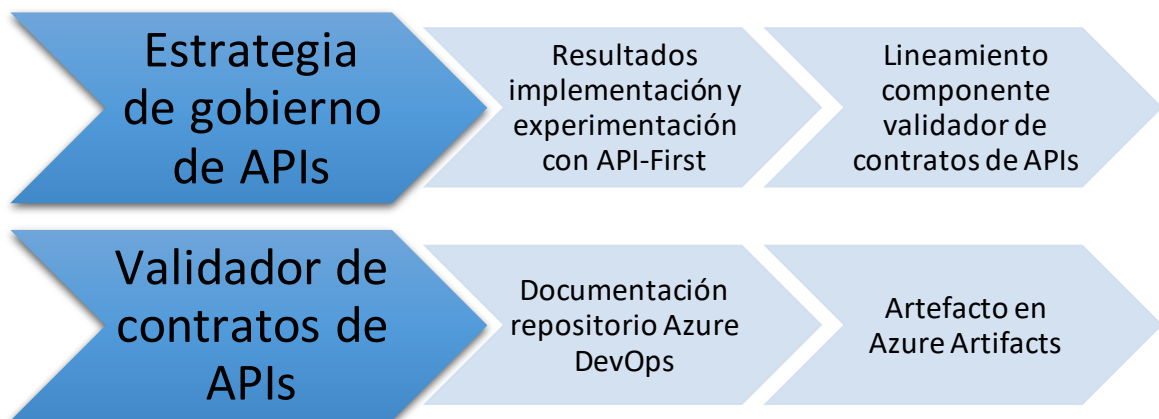 Estrategia
de gobierno
de APIs
Resultados
implementación y
experimentación
con API-First
Lineamiento
componente
validador de
contratos de APIs
Validador de
contratos de
APIs
Documentación
repositorio Azure
DevOps
Artefacto en
Azure Artifacts